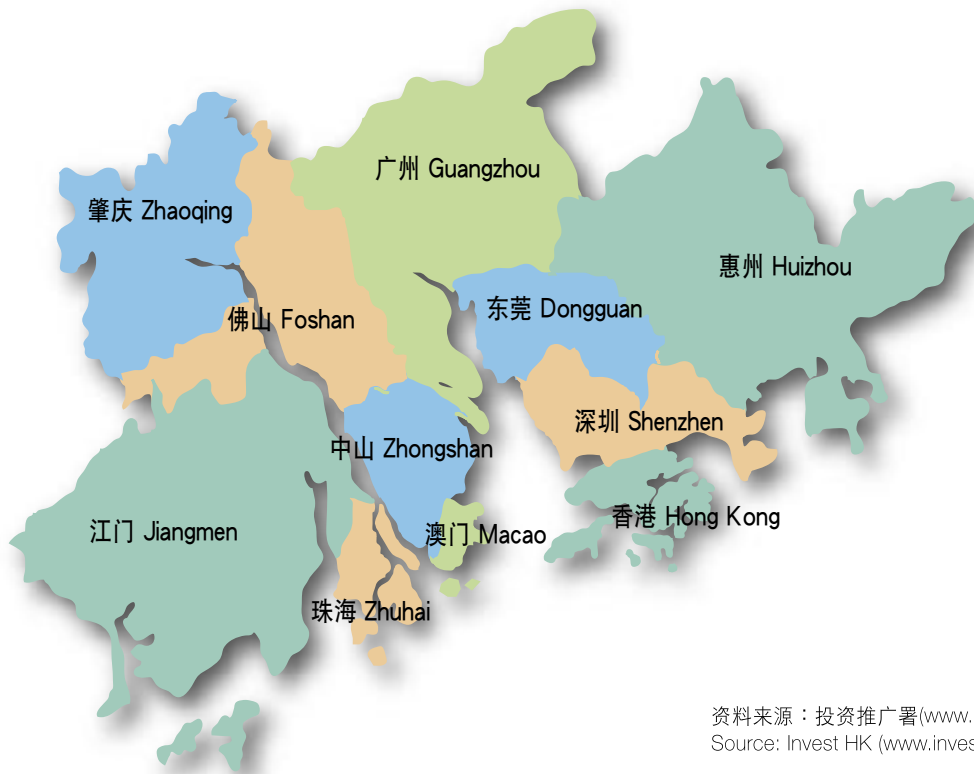 广州 Guangzhou
肇庆 Zhaoqing
惠州 Huizhou
东莞 Dongguan
佛山 Foshan
深圳 Shenzhen
中山 Zhongshan
香港 Hong Kong
江门 Jiangmen
澳门 Macao
珠海 Zhuhai
资料来源：投资推广署(www.
Source: Invest HK (www.inves